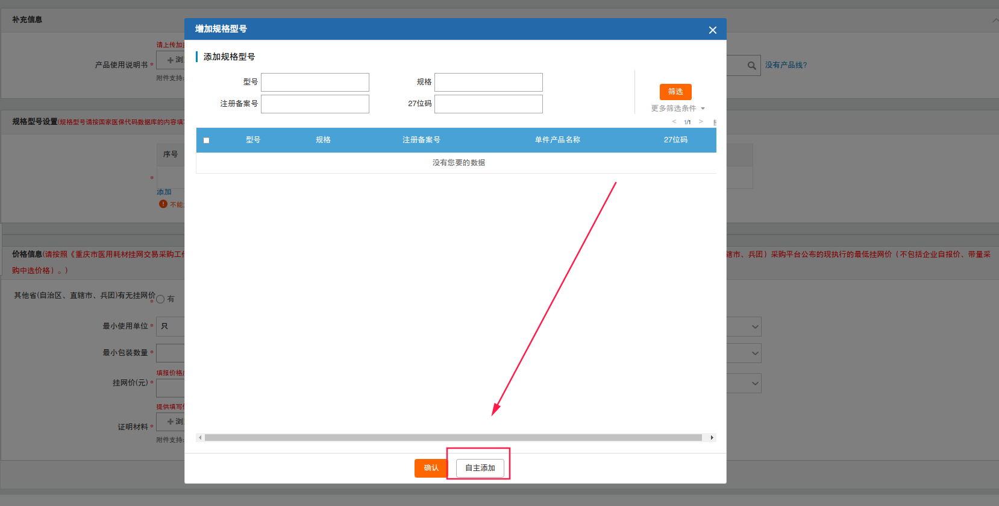 补充信息
增加规格型号
添加规格型号
请上传加
产品使用说明书 *
浏
附件支持:
没有产品线?
型号
规格
注册备案号
27位码
筛选
更多筛选条件
< 1/1 >
规格型号设置(规格型号请按国家医保代码数据库的内容填
型号 规格 注册备案号 单件产品名称 27位码
没有您要的数据
序号
*
添加
不能
价格信息(请按照《重庆市医用耗材挂网交易采购工
辖市、兵团）采购平台公布的现执行的最低挂网价（不包括企业自报价、带量采
购中选价格）。)
其他省(自治区、直辖市、兵团)有无挂网价 * 有
最小使用单位 * 只
最小包装数量 *
填报价格
挂网价(元) *
提供填写
浏
证明材料 *
附件支持:
确认
自主添加